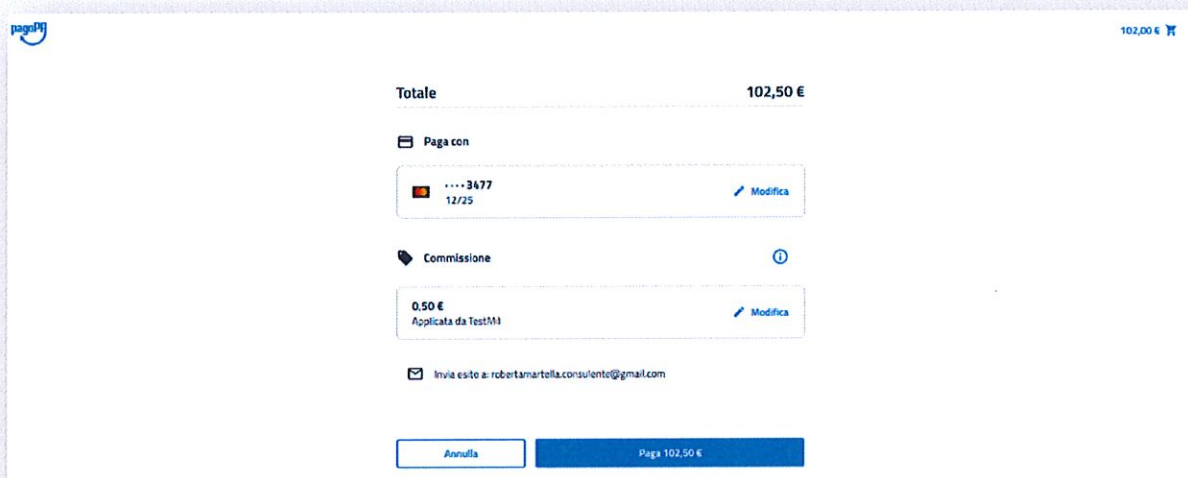 pagoPA
102,00 €
Totale 102,50 €
Paga con
····3477
12/25
Modifica
Commissione
0,50 €
Applicata da TestM4
Modifica
Invia esito a: robertamartella.consulente@gmail.com
Annulla
Paga 102,50 €